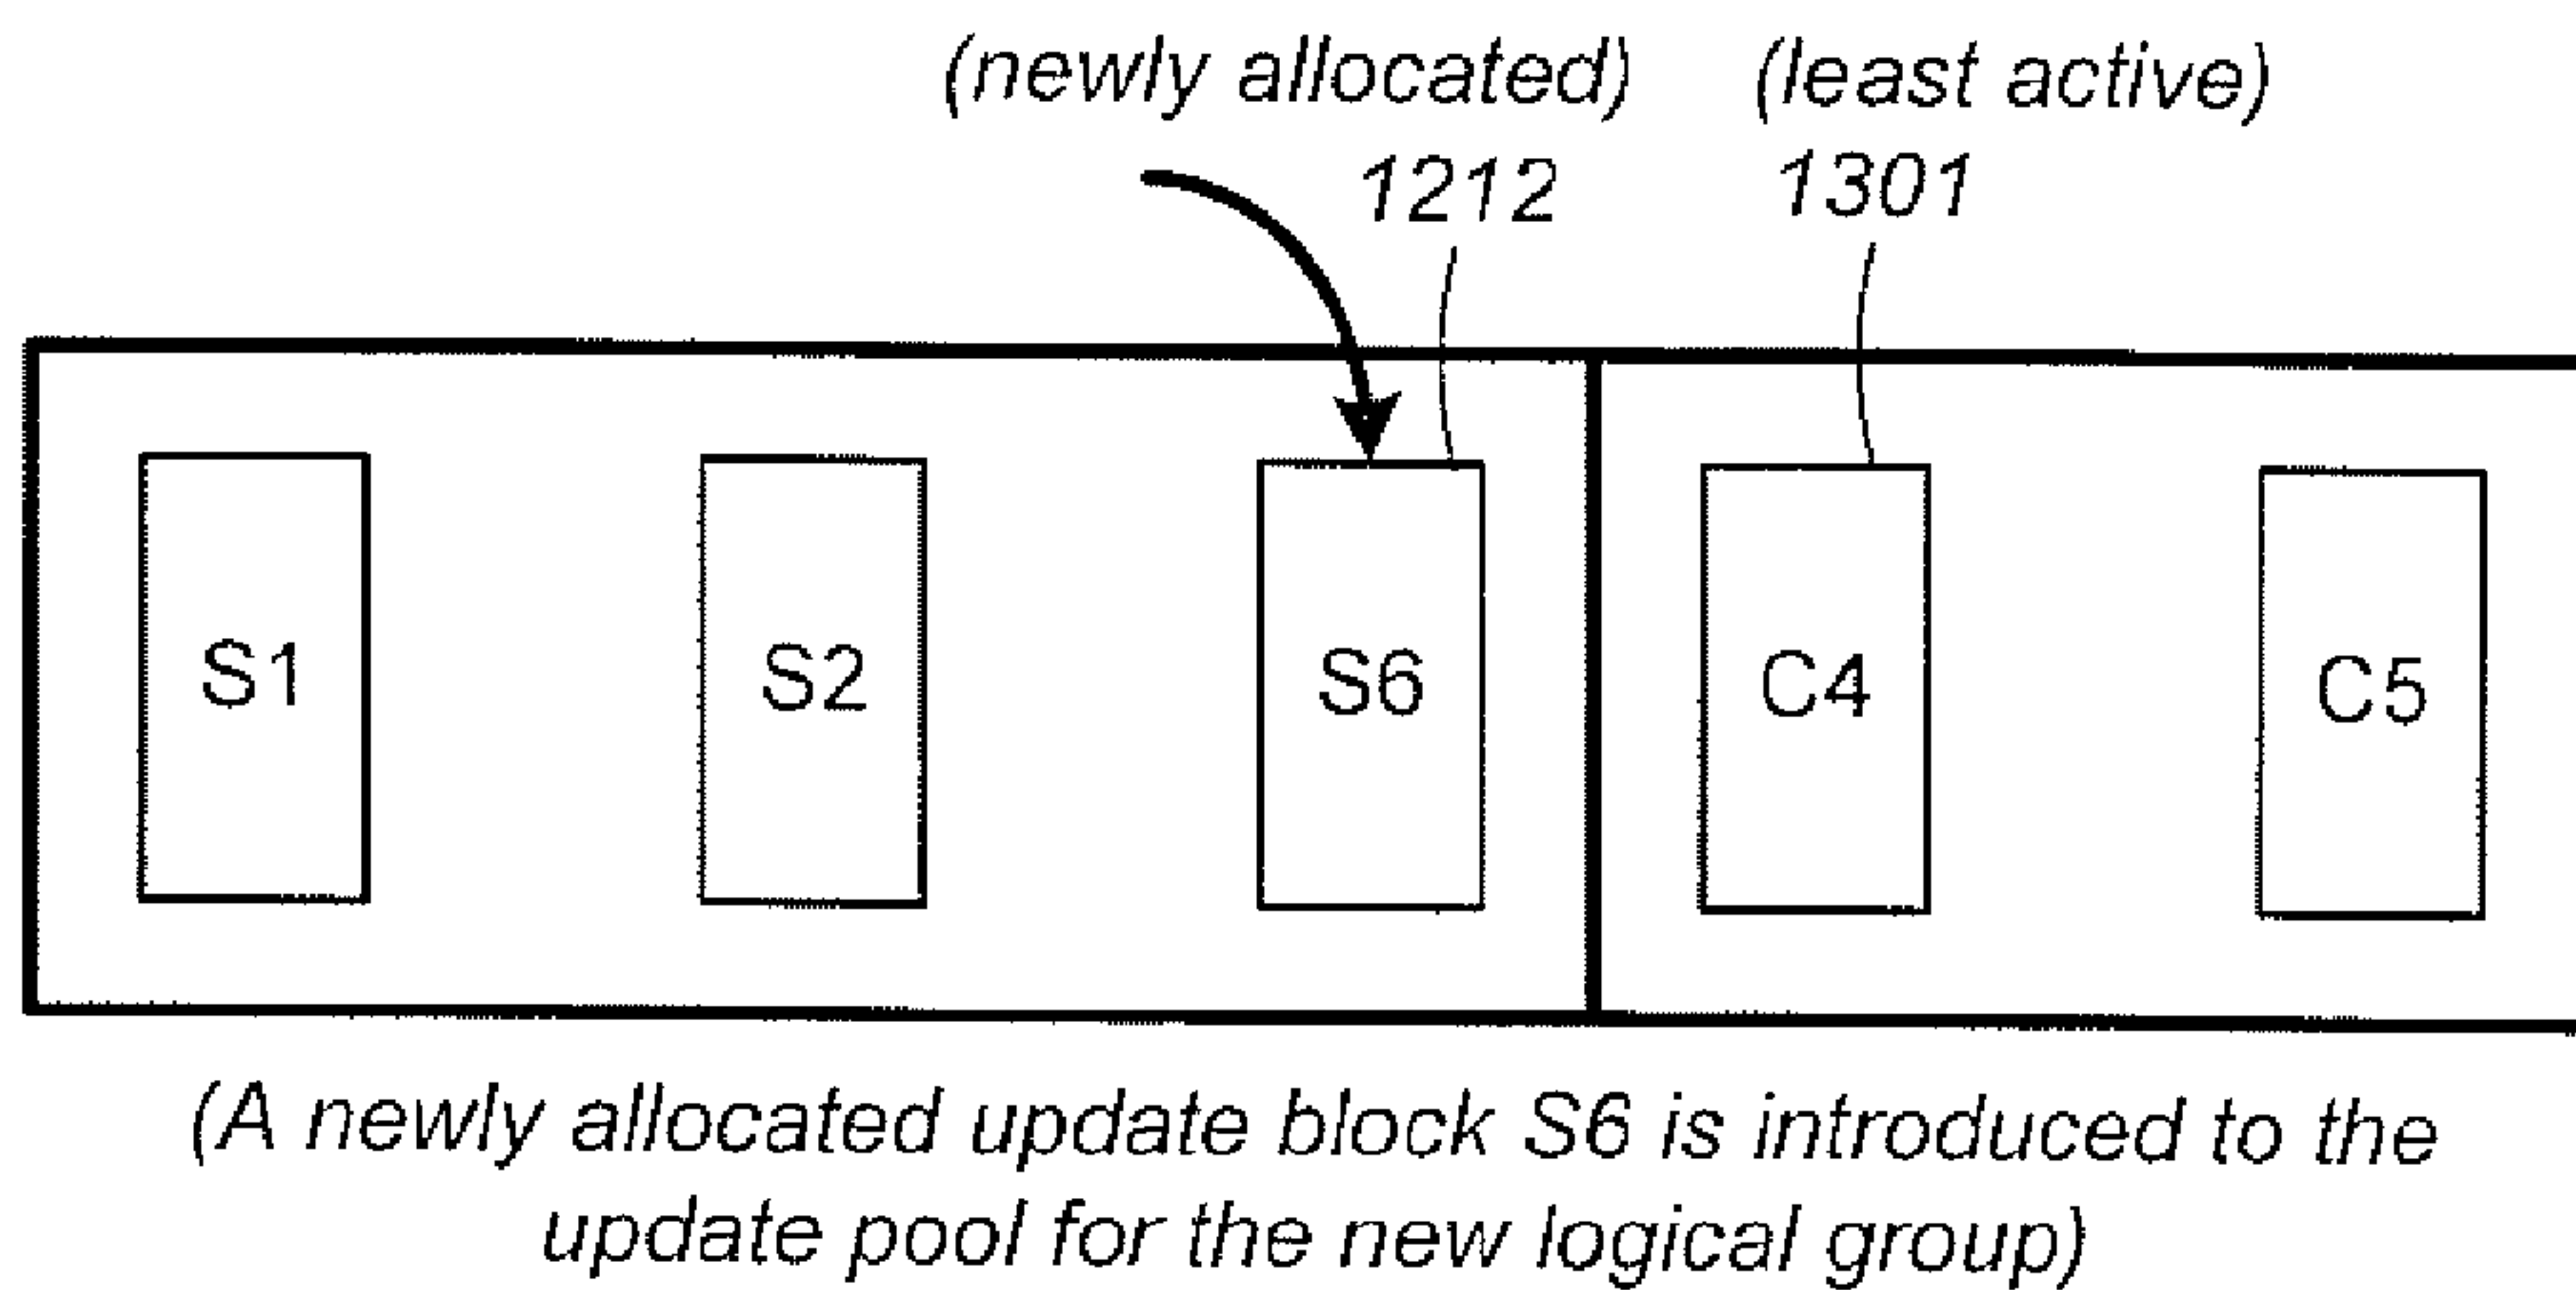 (newly allocated) (least active)
1212 1301
S1 S2 S6 C4 C5
(A newly allocated update block S6 is introduced to the
update pool for the new logical group)